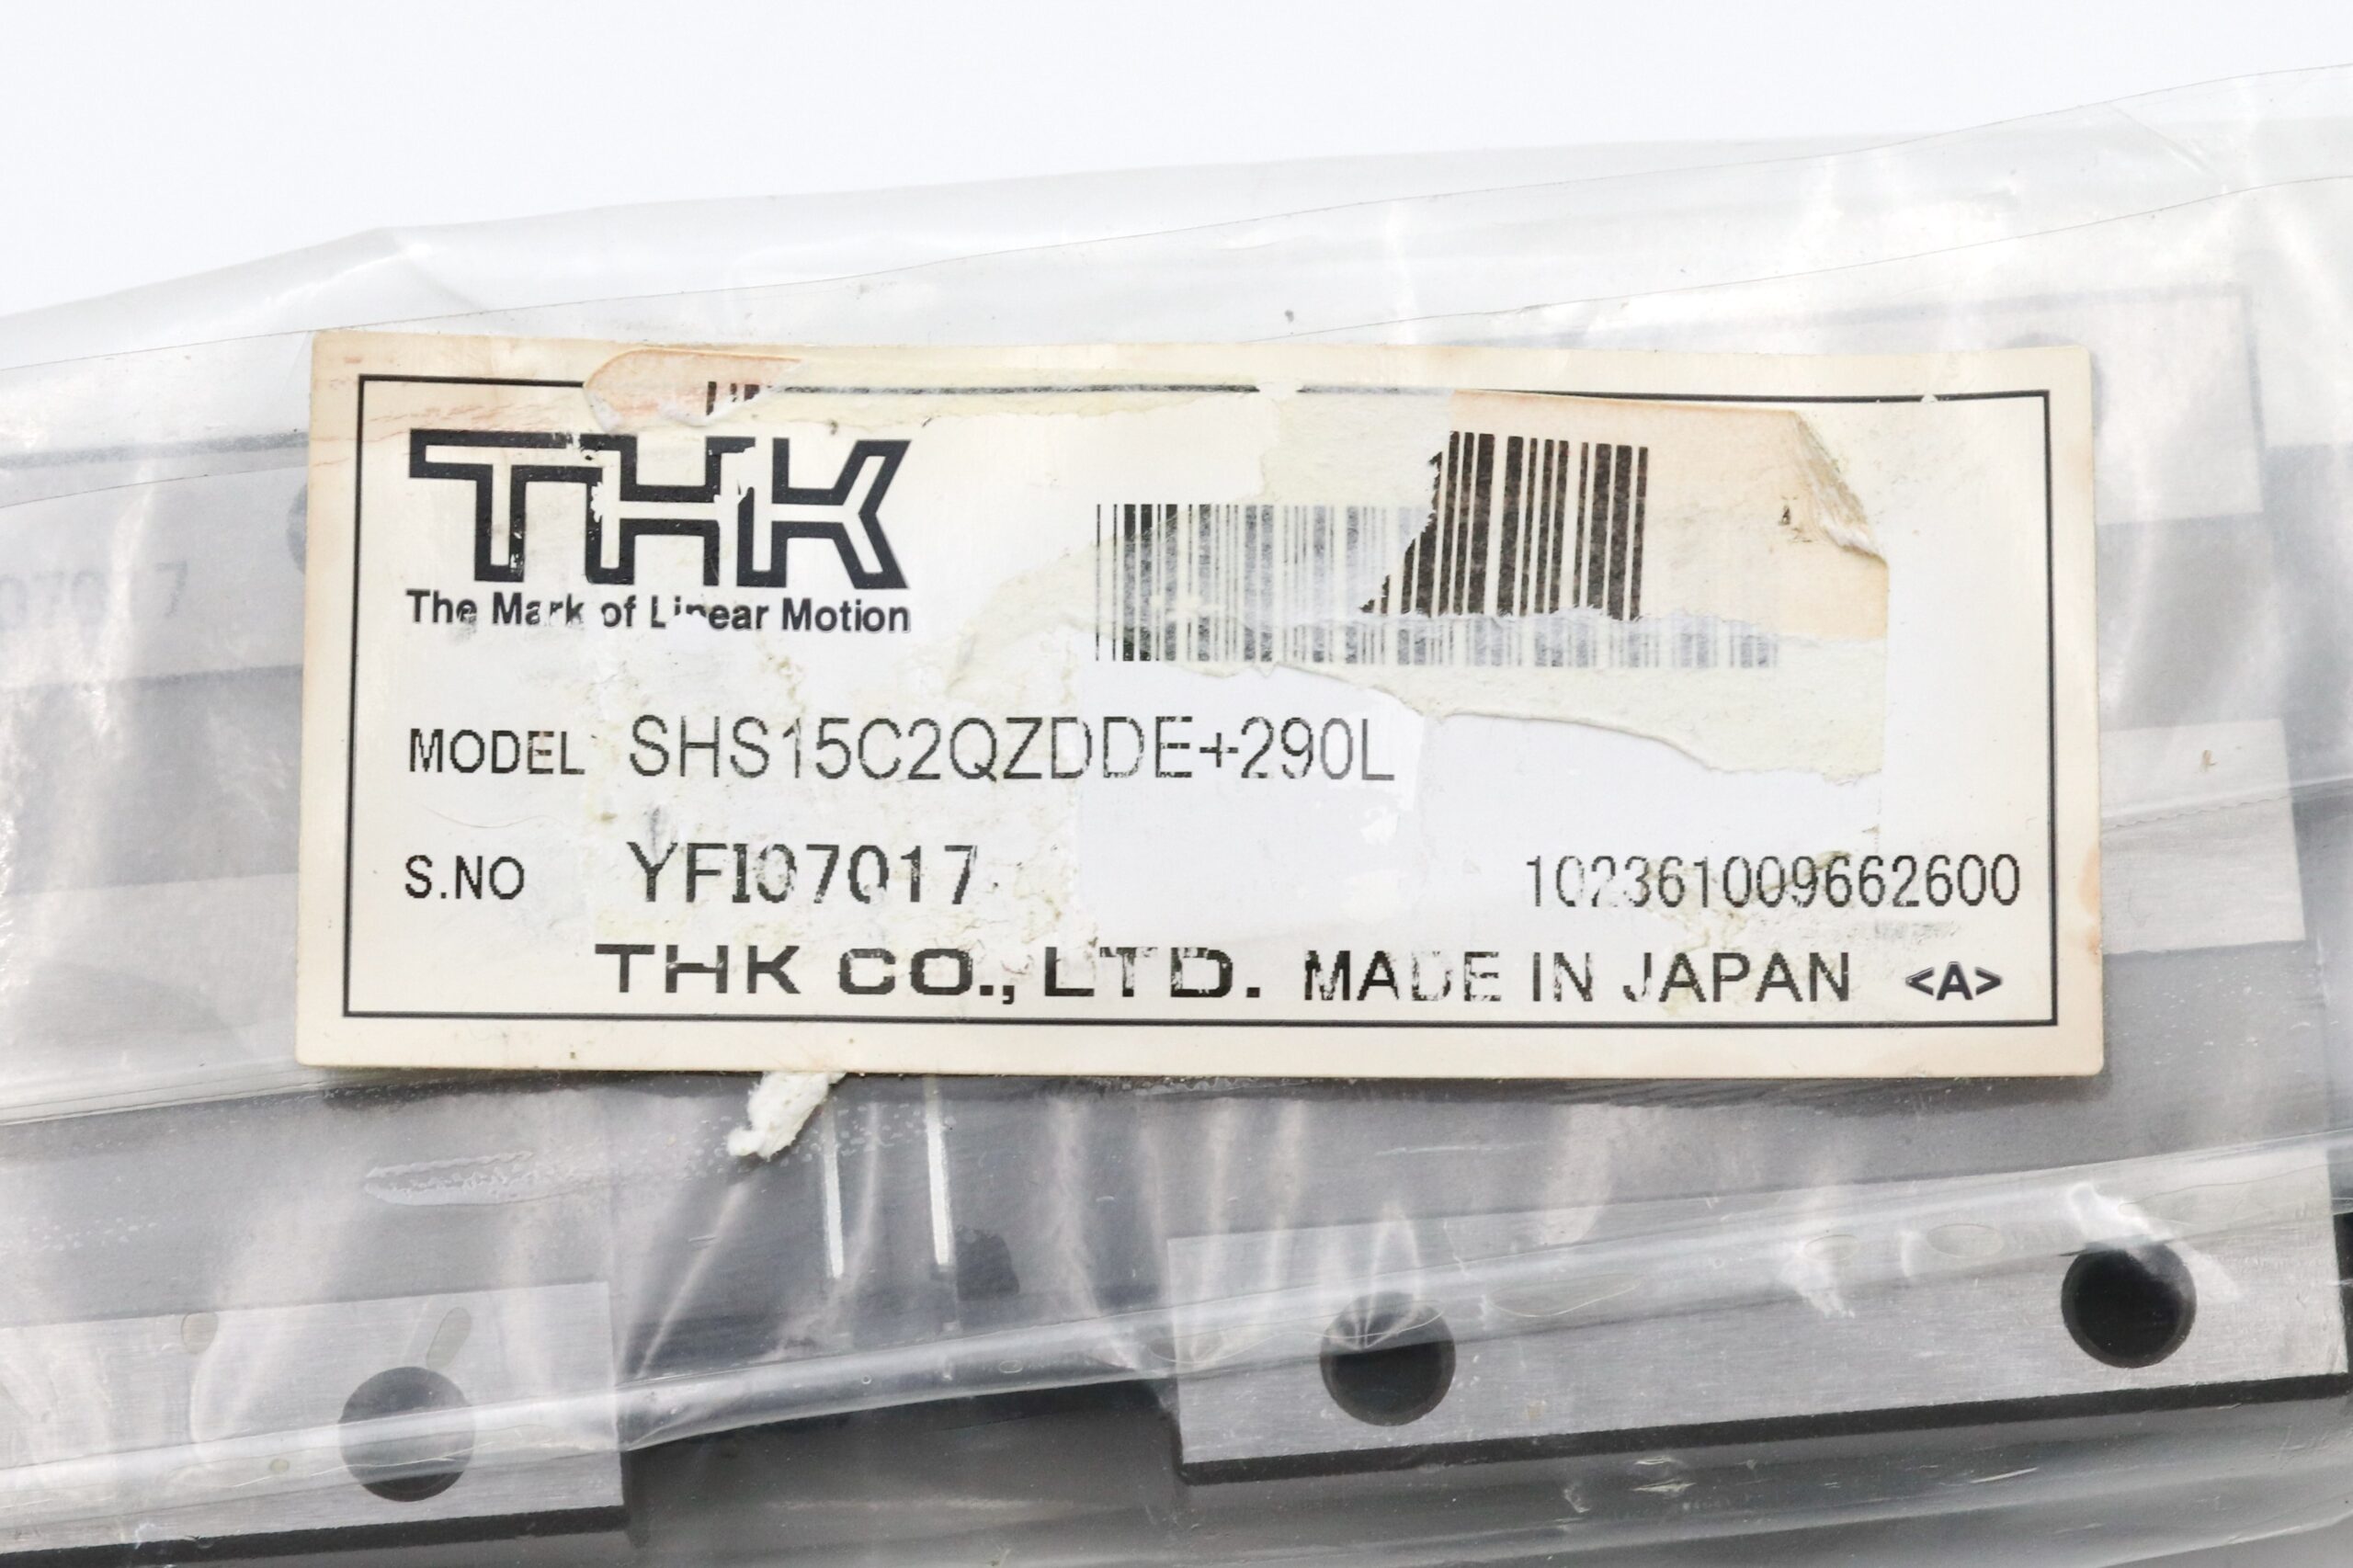 THK
The Mark of Linear Motion
MODEL SHS15C2QZDDE+290L
S.NO YFI07017 102361009662600
THK CO., LTD. MADE IN JAPAN <A>